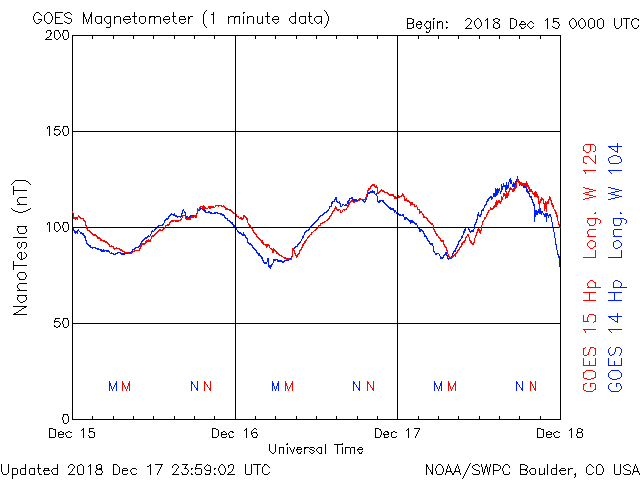 GOES Magnetometer (1 minute data)
Begin: 2018 Dec 15 0000 UTC
200
150
100
50
0
NanoTesla (nT)
M M N N M M N N M M N N
Dec 15 Dec 16 Dec 17 Dec 18
Universal Time
GOES 15 Hp Long. W 129
GOES 14 Hp Long. W 104
Updated 2018 Dec 17 23:59:02 UTC
NOAA/SWPC Boulder, CO USA